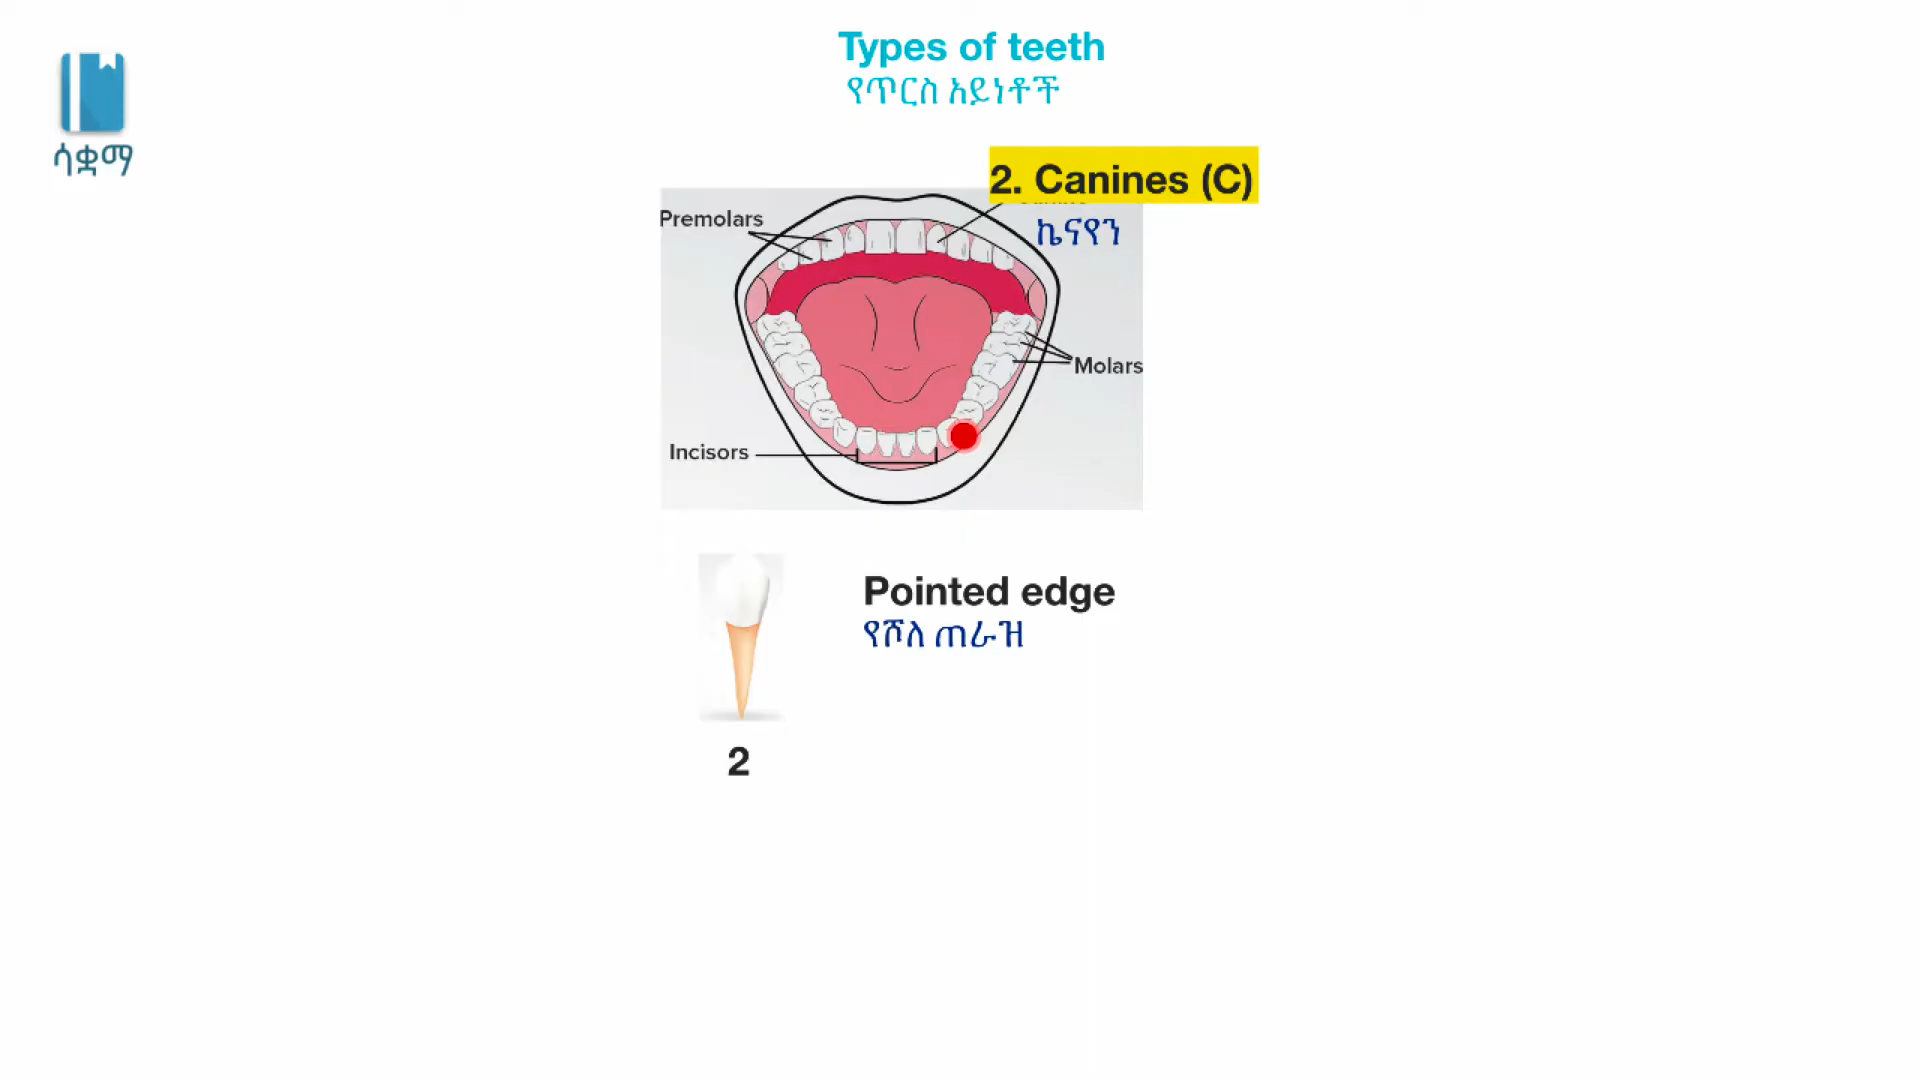 Types of teeth
የጥርስ አይነቶች
ሳቋማ
2. Canines (C)
ኬናየን
Premolars
Molars
Incisors
Pointed edge
የሾለ ጠራዝ
2